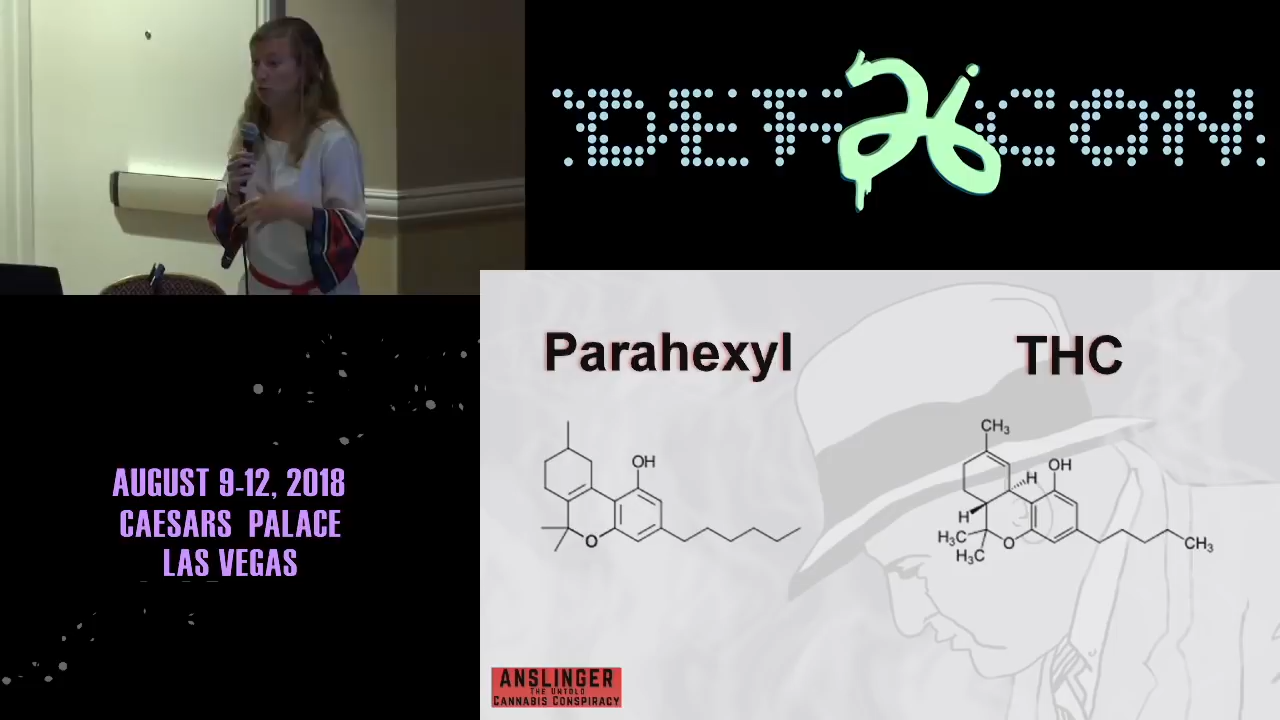 DEF 26 CON
Parahexyl
THC
OH
O
CH3
OH
H
H
H3C
H3C
O
CH3
AUGUST 9-12, 2018
CAESARS PALACE
LAS VEGAS
ANSLINGER
THE UNTOLD
CANNABIS CONSPIRACY